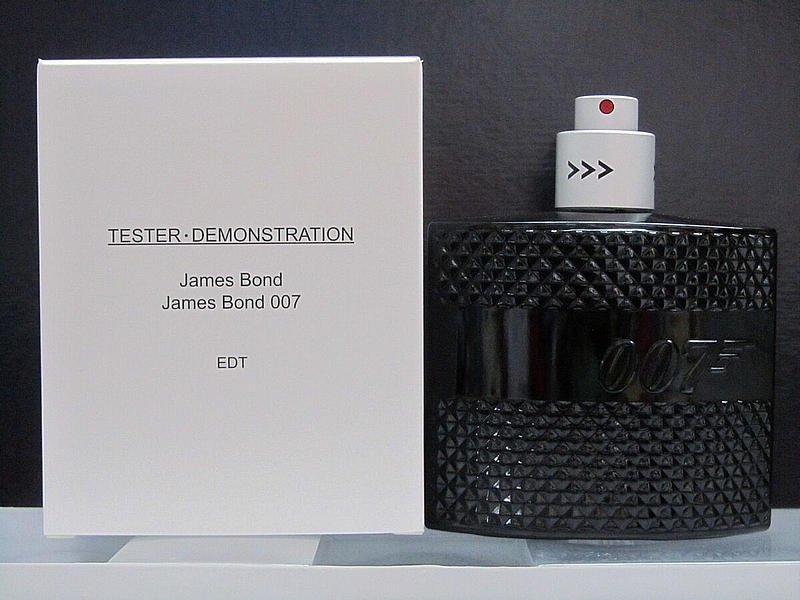 TESTER·DEMONSTRATION
James Bond
James Bond 007
EDT
>>>
007